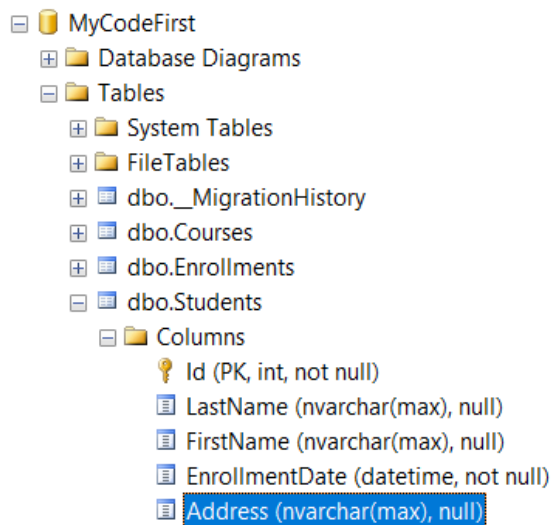 MyCodeFirst
Database Diagrams
Tables
System Tables
FileTables
dbo.__MigrationHistory
dbo.Courses
dbo.Enrollments
dbo.Students
Columns
Id (PK, int, not null)
LastName (nvarchar(max), null)
FirstName (nvarchar(max), null)
EnrollmentDate (datetime, not null)
Address (nvarchar(max), null)